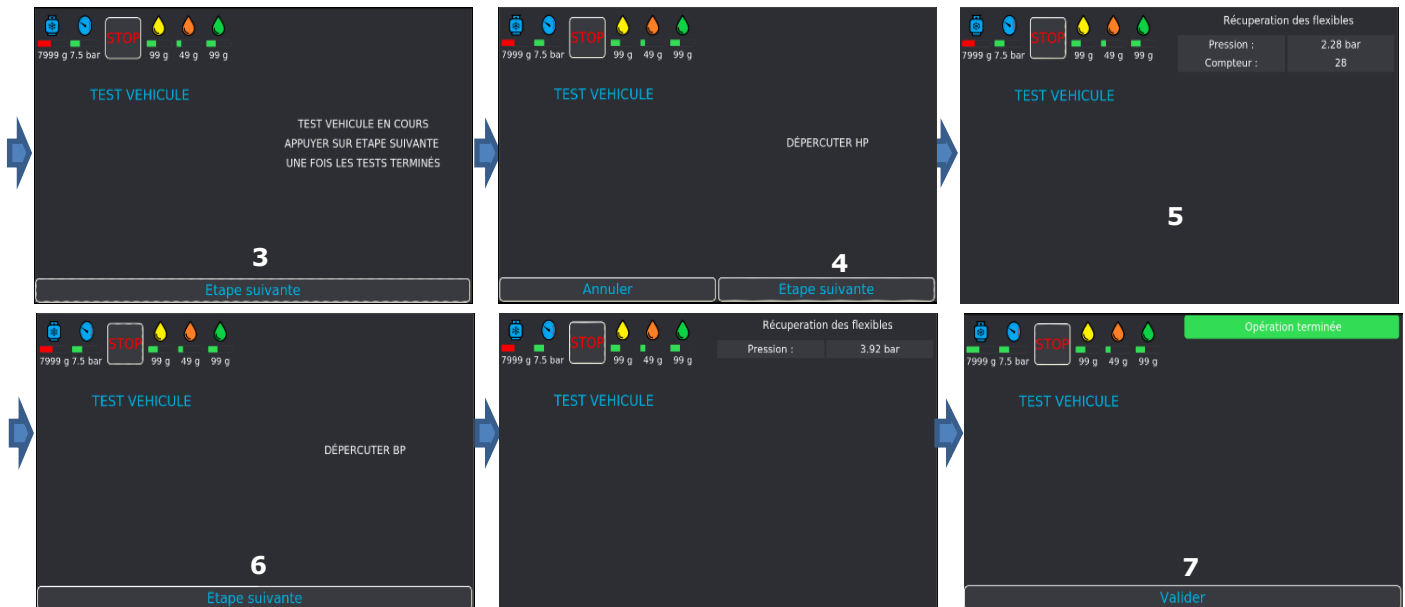 STOP
7999 g 7.5 bar 99 g 49 g 99 g
TEST VEHICULE
TEST VEHICULE EN COURS
APPUYER SUR ETAPE SUIVANTE
UNE FOIS LES TESTS TERMINÉS
3
Etape suivante
STOP
7999 g 7.5 bar 99 g 49 g 99 g
TEST VEHICULE
DÉPERCUTER HP
4
Annuler Etape suivante
STOP
7999 g 7.5 bar 99 g 49 g 99 g
Récuperation des flexibles
Pression : 2.28 bar
Compteur : 28
TEST VEHICULE
5
STOP
7999 g 7.5 bar 99 g 49 g 99 g
TEST VEHICULE
DÉPERCUTER BP
6
Etape suivante
STOP
7999 g 7.5 bar 99 g 49 g 99 g
Récuperation des flexibles
Pression : 3.92 bar
TEST VEHICULE
STOP
7999 g 7.5 bar 99 g 49 g 99 g
Opération terminée
TEST VEHICULE
7
Valider